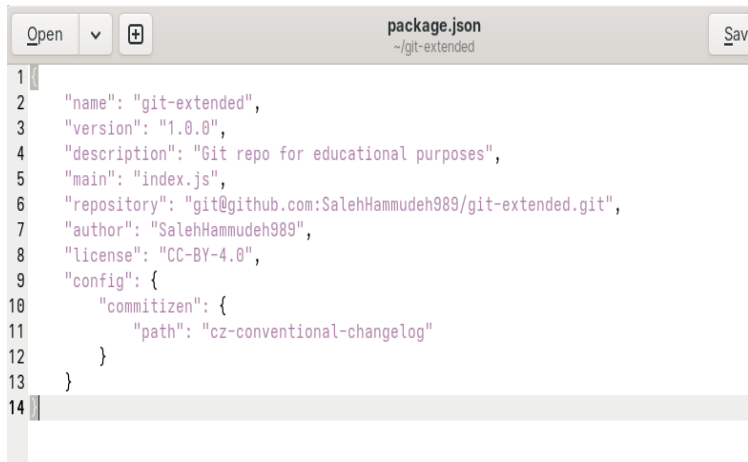 Open
package.json
~/git-extended
Sav
1 {
2 "name": "git-extended",
3 "version": "1.0.0",
4 "description": "Git repo for educational purposes",
5 "main": "index.js",
6 "repository": "git@github.com:SalehHammudeh989/git-extended.git",
7 "author": "SalehHammudeh989",
8 "license": "CC-BY-4.0",
9 "config": {
10 "commitizen": {
11 "path": "cz-conventional-changelog"
12 }
13 }
14 }